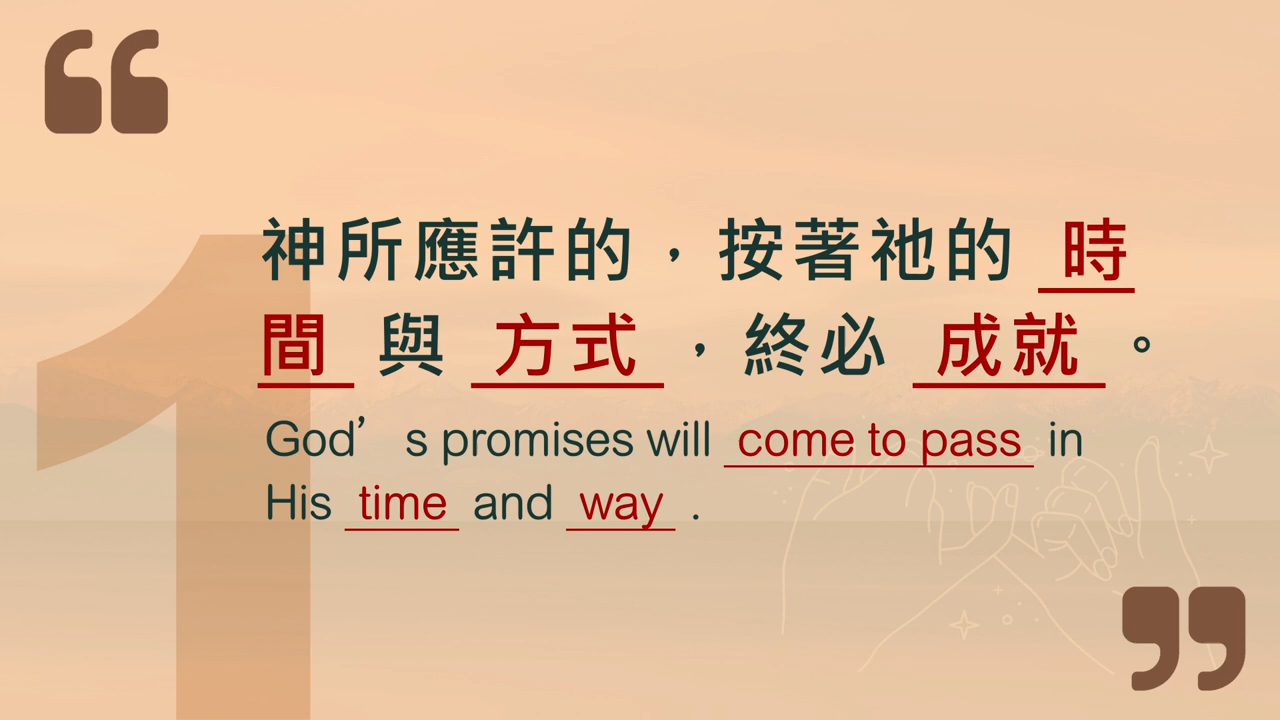 1
神所應許的，按著祂的 時
間 與 方式 ，終必 成就 。
God’s promises will come to pass in
His time and way .